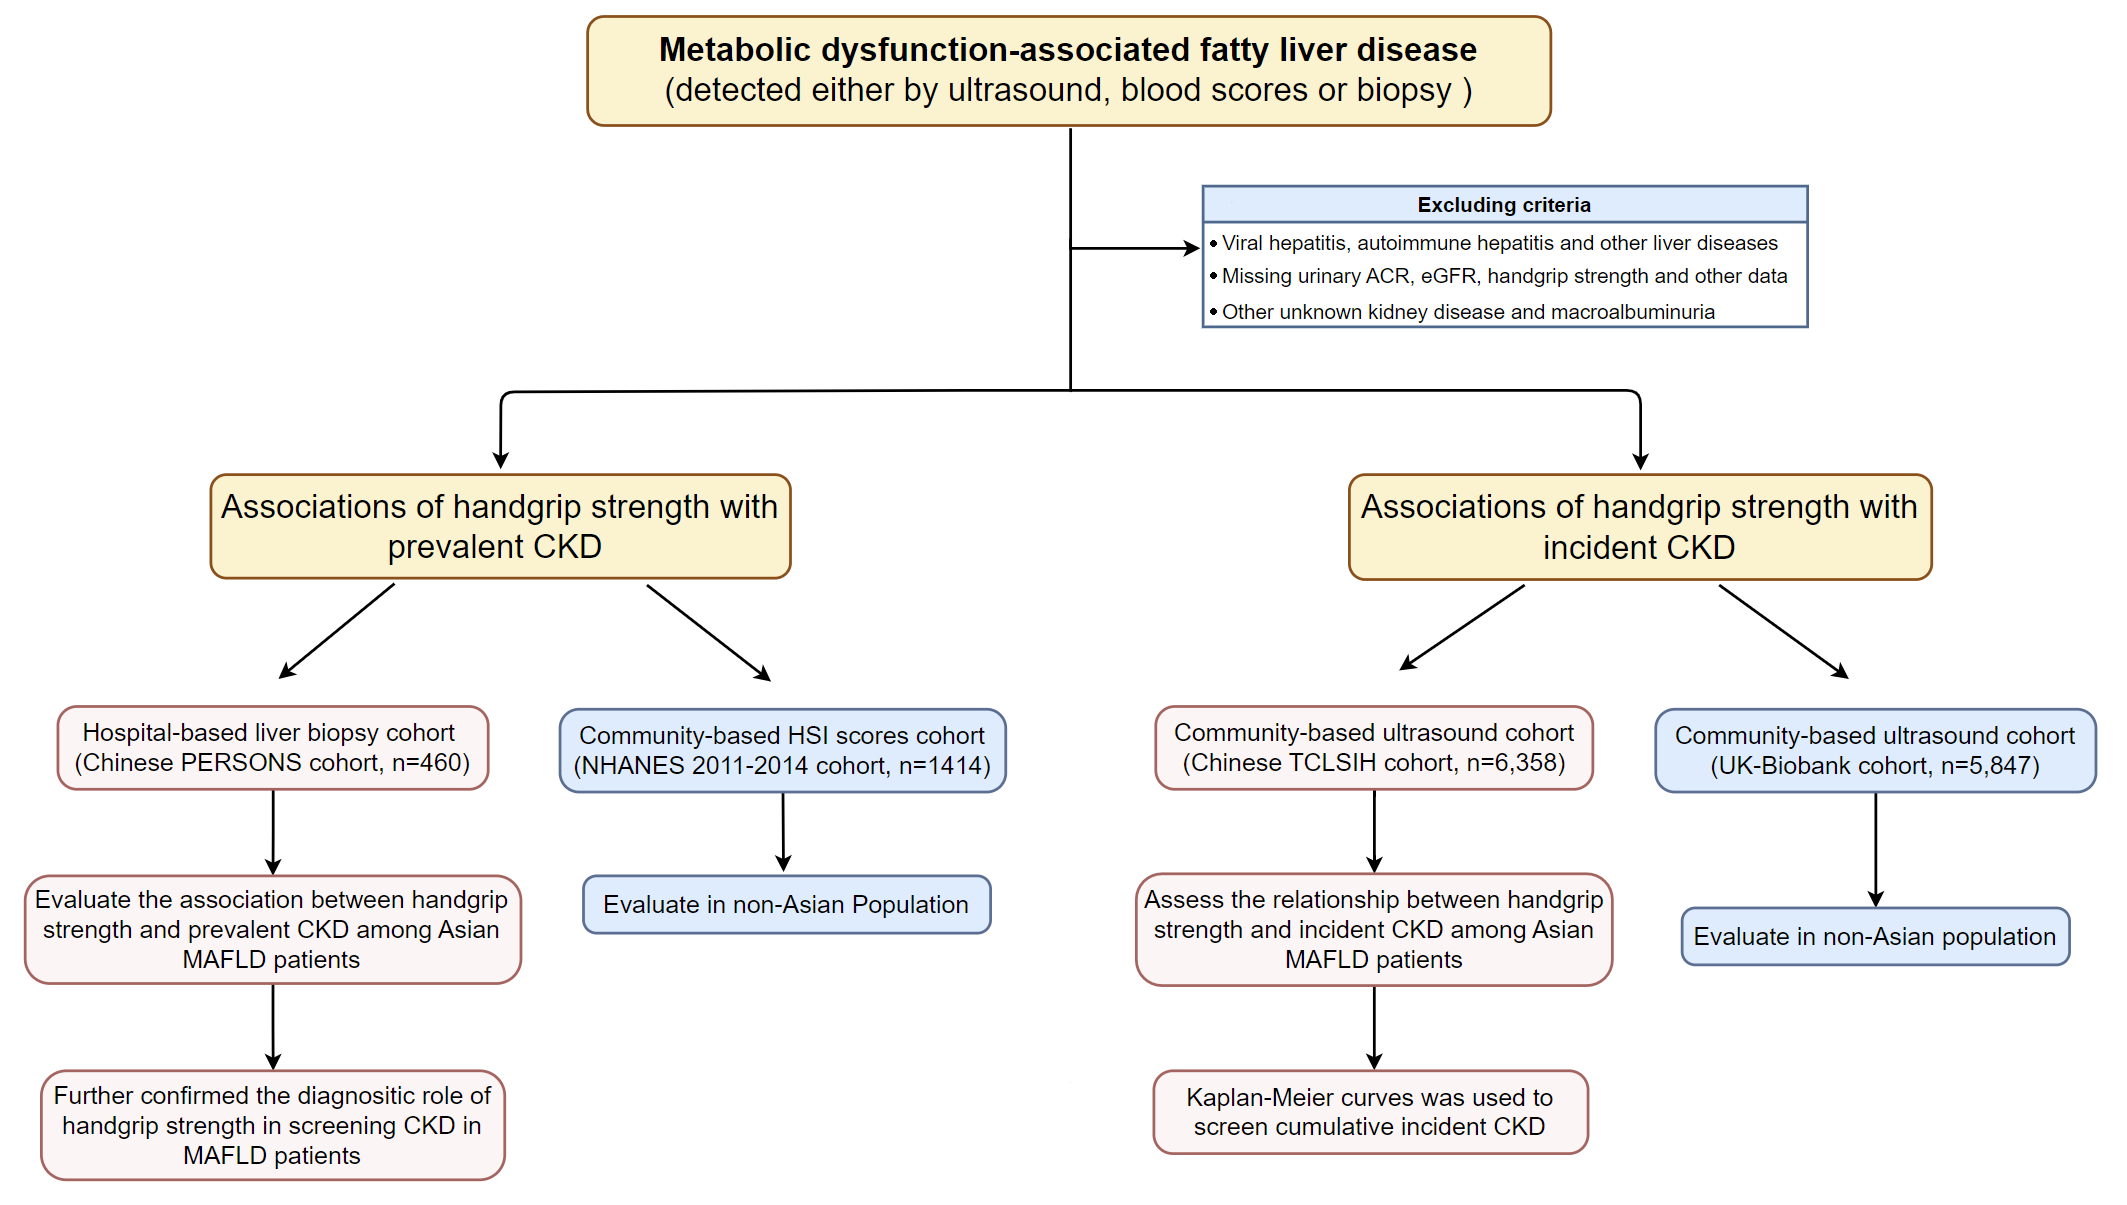 Metabolic dysfunction-associated fatty liver disease
(detected either by ultrasound, blood scores or biopsy )
Excluding criteria
• Viral hepatitis, autoimmune hepatitis and other liver diseases
• Missing urinary ACR, eGFR, handgrip strength and other data
• Other unknown kidney disease and macroalbuminuria
Associations of handgrip strength with
prevalent CKD
Associations of handgrip strength with
incident CKD
Hospital-based liver biopsy cohort
(Chinese PERSONS cohort, n=460)
Community-based HSI scores cohort
(NHANES 2011-2014 cohort, n=1414)
Community-based ultrasound cohort
(Chinese TCLSIH cohort, n=6,358)
Community-based ultrasound cohort
(UK-Biobank cohort, n=5,847)
Evaluate the association between handgrip
strength and prevalent CKD among Asian
MAFLD patients
Evaluate in non-Asian Population
Assess the relationship between handgrip
strength and incident CKD among Asian
MAFLD patients
Evaluate in non-Asian population
Further confirmed the diagnositic role of
handgrip strength in screening CKD in
MAFLD patients
Kaplan-Meier curves was used to
screen cumulative incident CKD